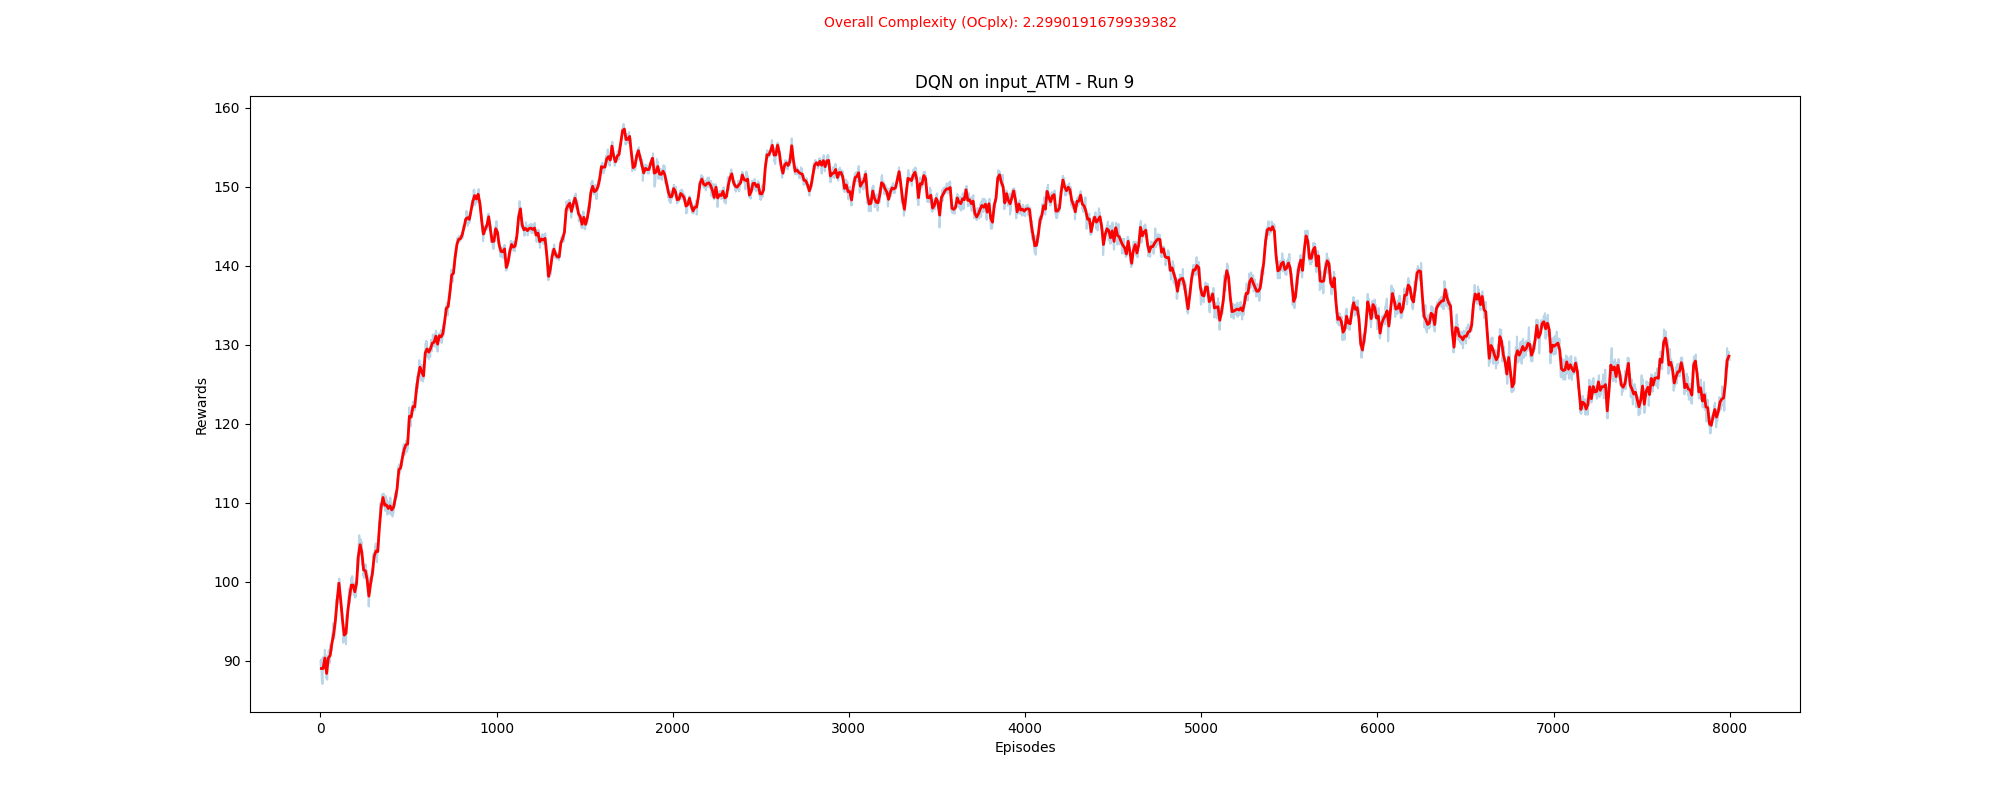 Overall Complexity (OCplx): 2.2990191679939382
DQN on input_ATM - Run 9
160
150
140
130
120
110
100
90
Rewards
0 1000 2000 3000 4000 5000 6000 7000 8000
Episodes